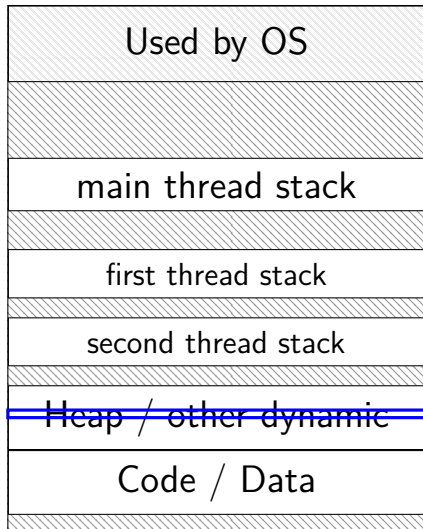 Used by OS
main thread stack
first thread stack
second thread stack
Heap / other dynamic
Code / Data